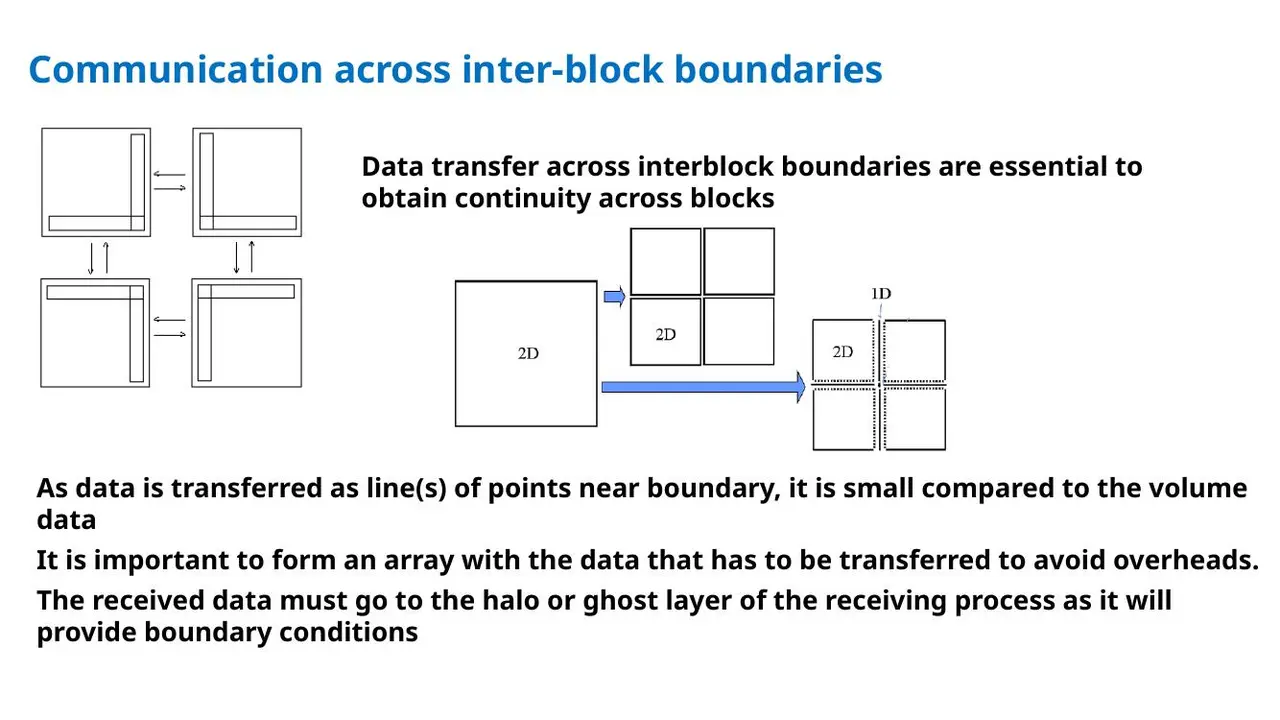 Communication across inter-block boundaries
Data transfer across interblock boundaries are essential to
obtain continuity across blocks
2D
2D
1D
2D
As data is transferred as line(s) of points near boundary, it is small compared to the volume
data
It is important to form an array with the data that has to be transferred to avoid overheads.
The received data must go to the halo or ghost layer of the receiving process as it will
provide boundary conditions